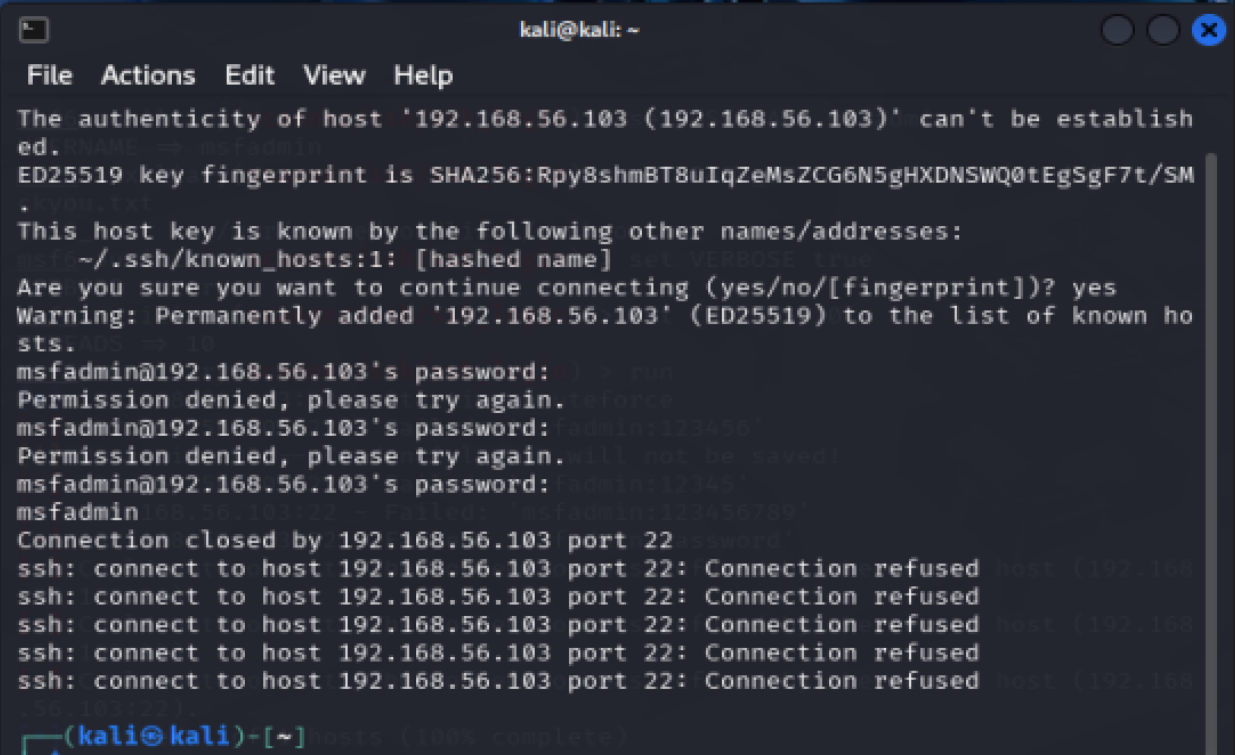 kali@kali: ~
File Actions Edit View Help
The authenticity of host '192.168.56.103 (192.168.56.103)' can't be establish
ed.
ED25519 key fingerprint is SHA256:Rpy8shmBT8uIqZeMsZCG6N5gHXDNSWQ0tEgSgF7t/SM
.
This host key is known by the following other names/addresses:
~/.ssh/known_hosts:1: [hashed name]
Are you sure you want to continue connecting (yes/no/[fingerprint])? yes
Warning: Permanently added '192.168.56.103' (ED25519) to the list of known ho
sts.
msfadmin@192.168.56.103's password:
Permission denied, please try again.
msfadmin@192.168.56.103's password:
Permission denied, please try again.
msfadmin@192.168.56.103's password:
msfadmin
Connection closed by 192.168.56.103 port 22
ssh: connect to host 192.168.56.103 port 22: Connection refused
ssh: connect to host 192.168.56.103 port 22: Connection refused
ssh: connect to host 192.168.56.103 port 22: Connection refused
ssh: connect to host 192.168.56.103 port 22: Connection refused
ssh: connect to host 192.168.56.103 port 22: Connection refused
┌──(kali㉿kali)-[~]